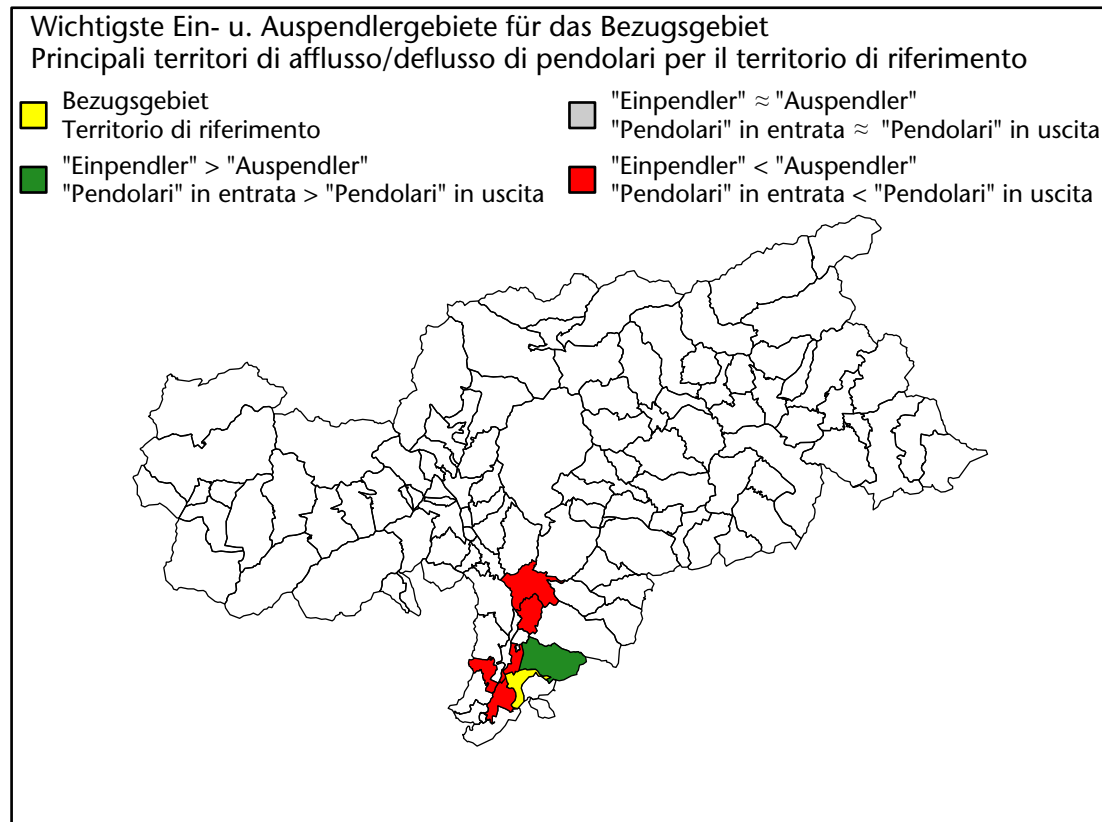 Wichtigste Ein- u. Auspendlergebiete für das Bezugsgebiet
Principali territori di afflusso/deflusso di pendolari per il territorio di riferimento
Bezugsgebiet
Territorio di riferimento
"Einpendler" > "Auspendler"
"Pendolari" in entrata > "Pendolari" in uscita
"Einpendler" ≈ "Auspendler"
"Pendolari" in entrata ≈ "Pendolari" in uscita
"Einpendler" < "Auspendler"
"Pendolari" in entrata < "Pendolari" in uscita